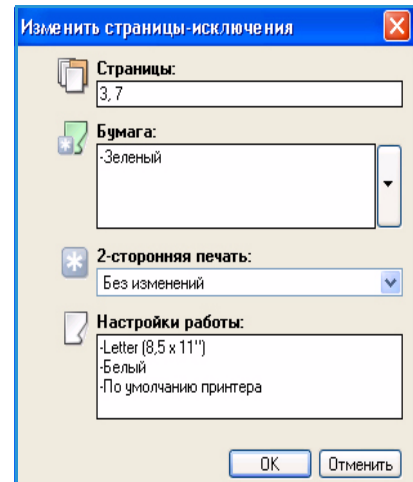 Изменить страницы-исключения
Страницы:
3, 7
Бумага:
-Зеленый
2-сторонняя печать:
Без изменений
Настройки работы:
-Letter (8,5 x 11")
-Белый
-По умолчанию принтера
OK
Отменить